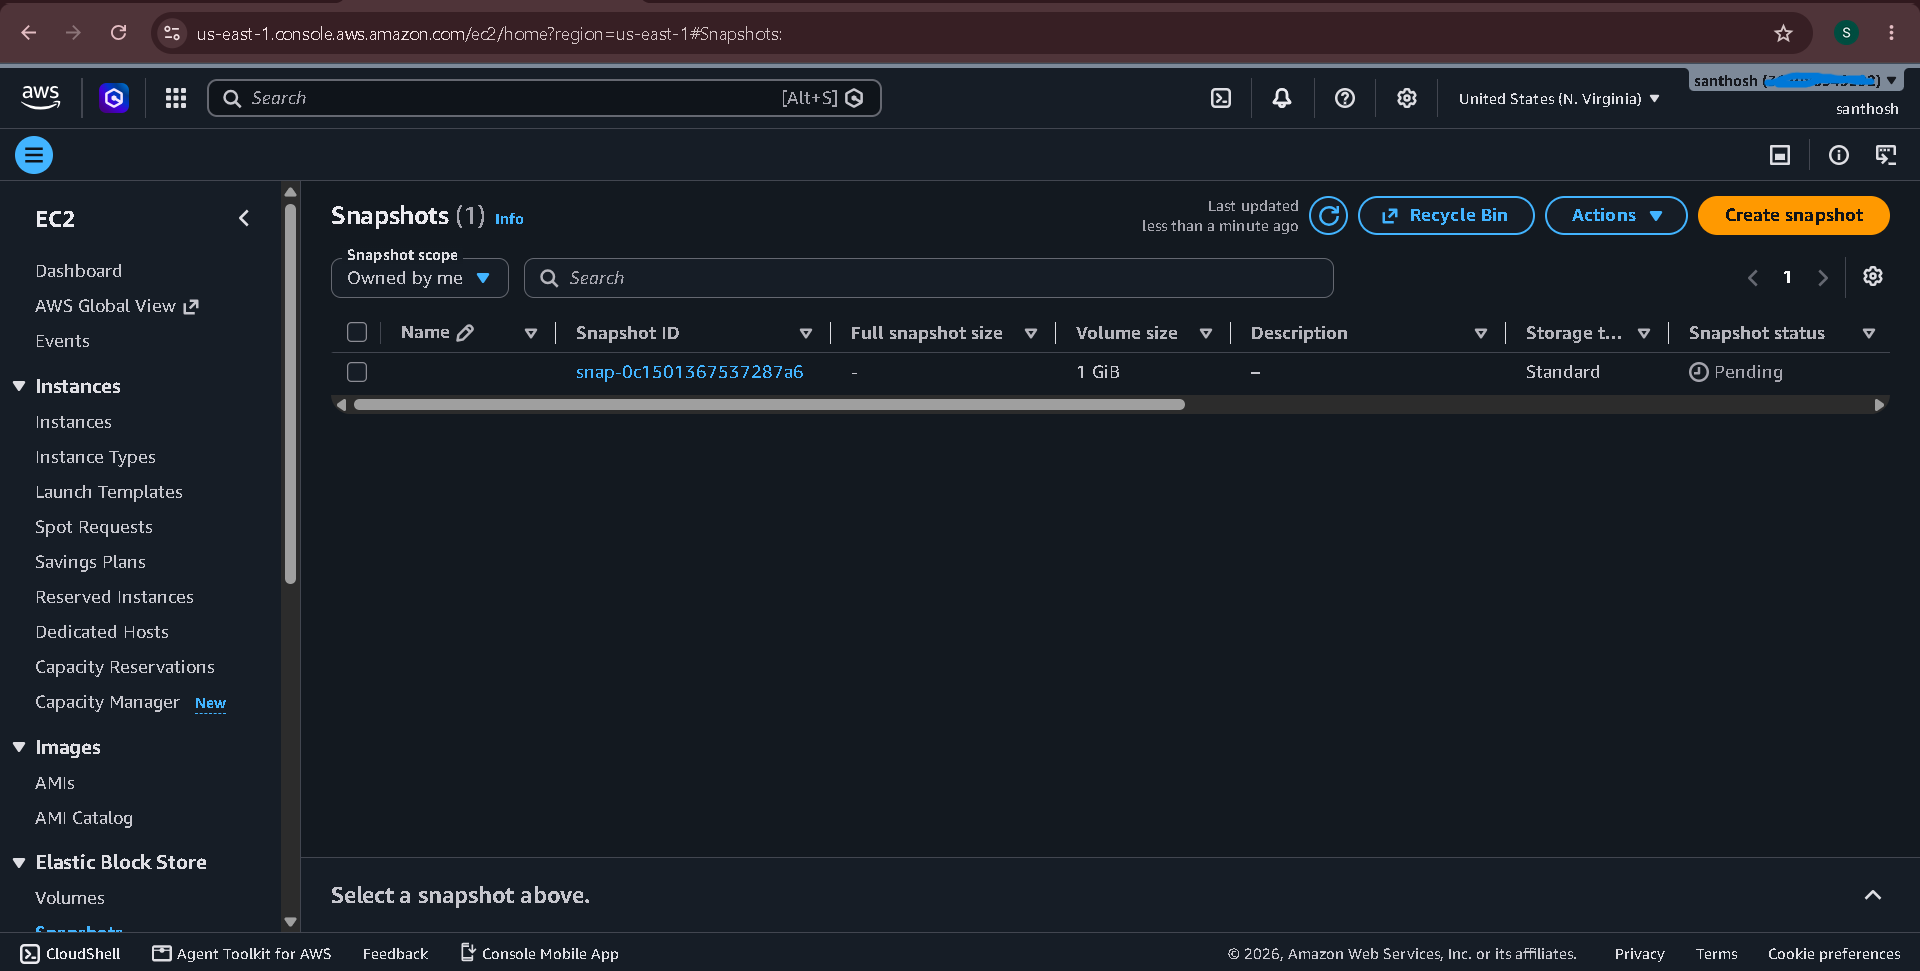 us-east-1.console.aws.amazon.com/ec2/home?region=us-east-1#Snapshots:
S
aws
Search
[Alt+S]
United States (N. Virginia)
santhosh
santhosh
EC2
Dashboard
AWS Global View
Events
Instances
Instances
Instance Types
Launch Templates
Spot Requests
Savings Plans
Reserved Instances
Dedicated Hosts
Capacity Reservations
Capacity Manager New
Images
AMIs
AMI Catalog
Elastic Block Store
Volumes
Snapshots
Snapshots (1) Info
Last updated
less than a minute ago
Recycle Bin
Actions
Create snapshot
Snapshot scope
Owned by me
Search
1
Name Snapshot ID Full snapshot size Volume size Description Storage t... Snapshot status
snap-0c1501367537287a6 - 1 GiB – Standard Pending
Select a snapshot above.
CloudShell Agent Toolkit for AWS Feedback Console Mobile App © 2026, Amazon Web Services, Inc. or its affiliates. Privacy Terms Cookie preferences